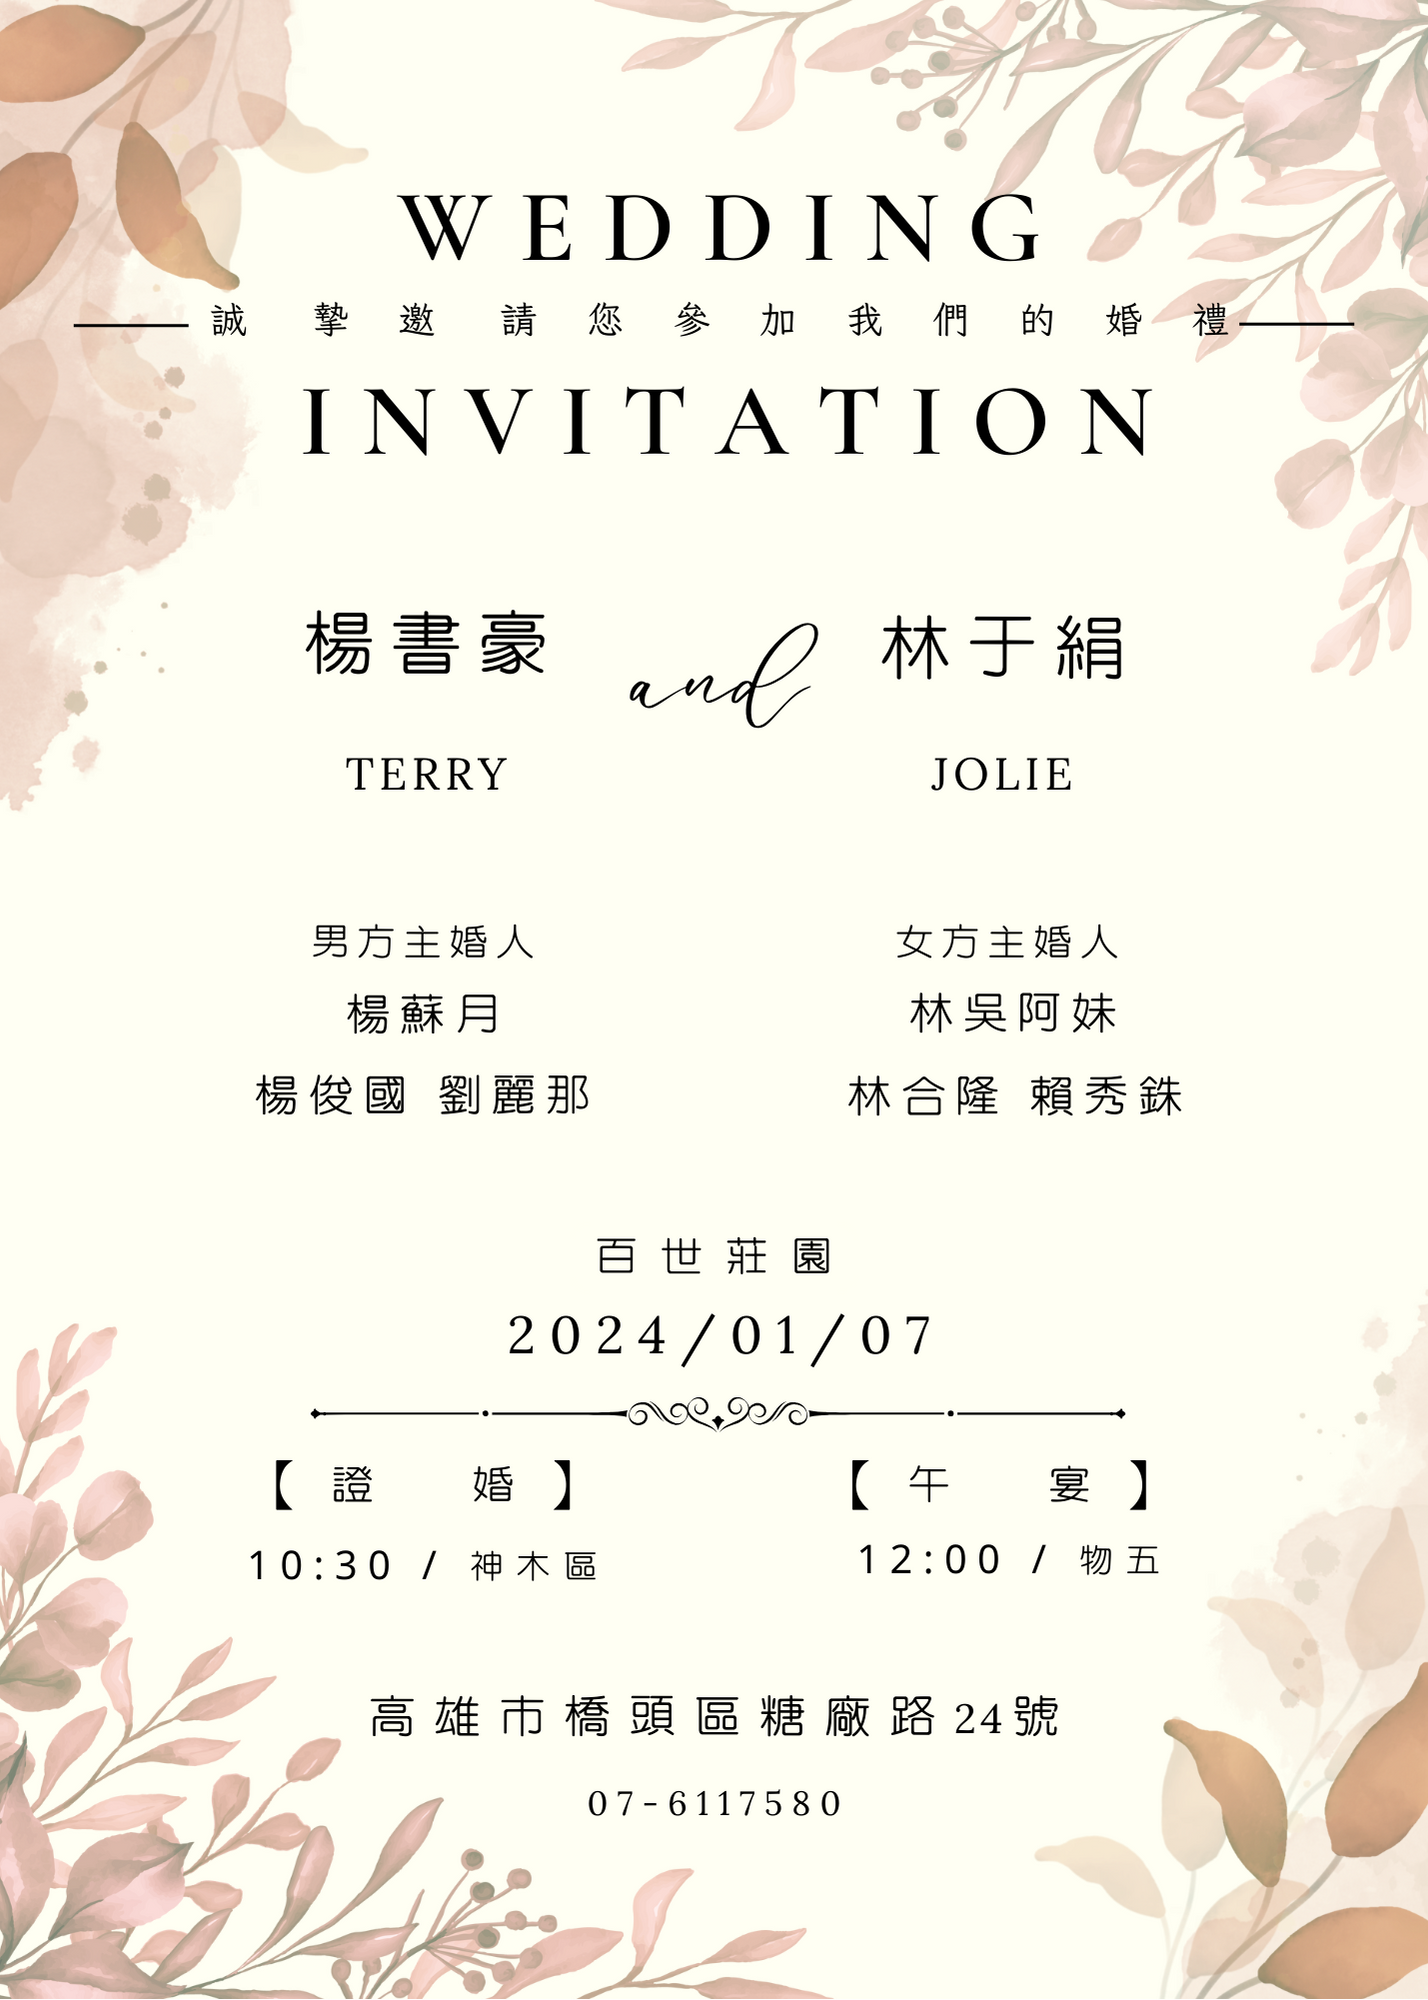 WEDDING
誠摯邀請您參加我們的婚禮
INVITATION
楊書豪 and 林于絹
TERRY JOLIE
男方主婚人 女方主婚人
楊蘇月 林吳阿妹
楊俊國 劉麗那 林合隆 賴秀銖
百世莊園
2024/01/07
【證 婚】 【午 宴】
10:30 / 神木區 12:00 / 物五
高雄市橋頭區糖廠路24號
07-6117580